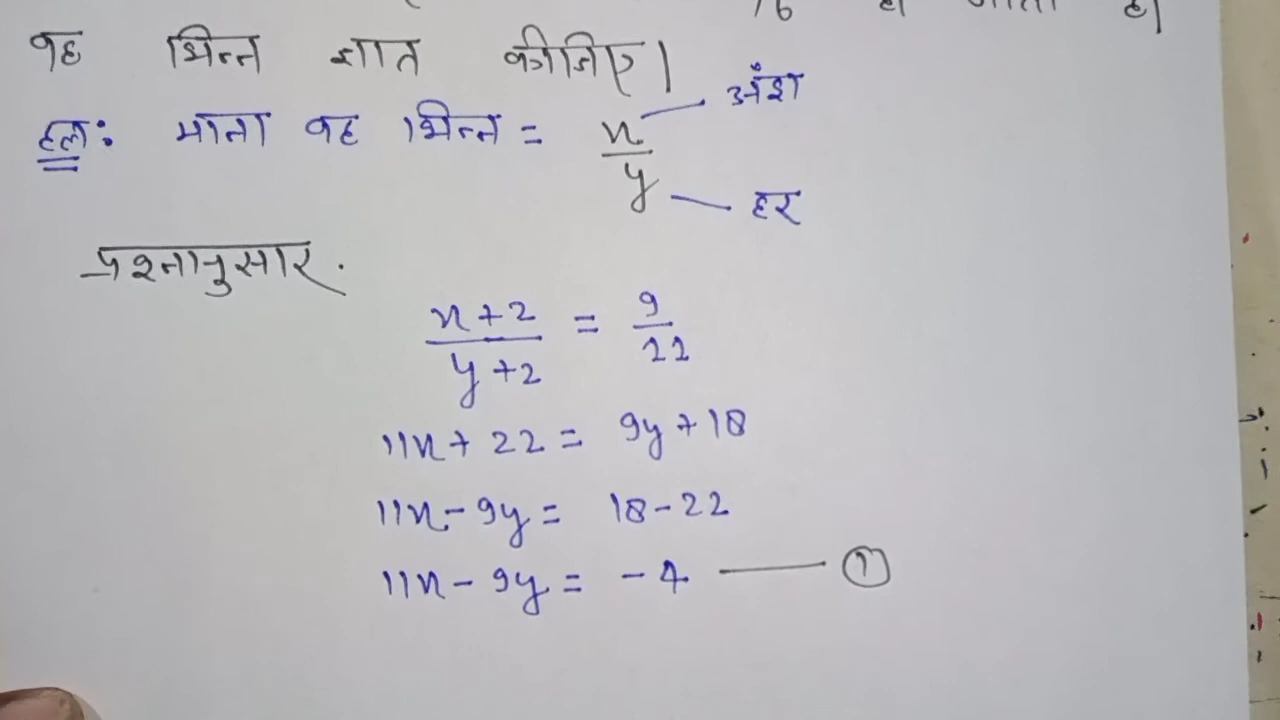 वह भिन्न ज्ञात कीजिए।
हलः माना वह भिन्न = x/y — अंश — हर
प्रश्नानुसार.
x+2/y+2 = 9/22
11x + 22 = 9y + 18
11x - 9y = 18 - 22
11x - 9y = -4 — ①